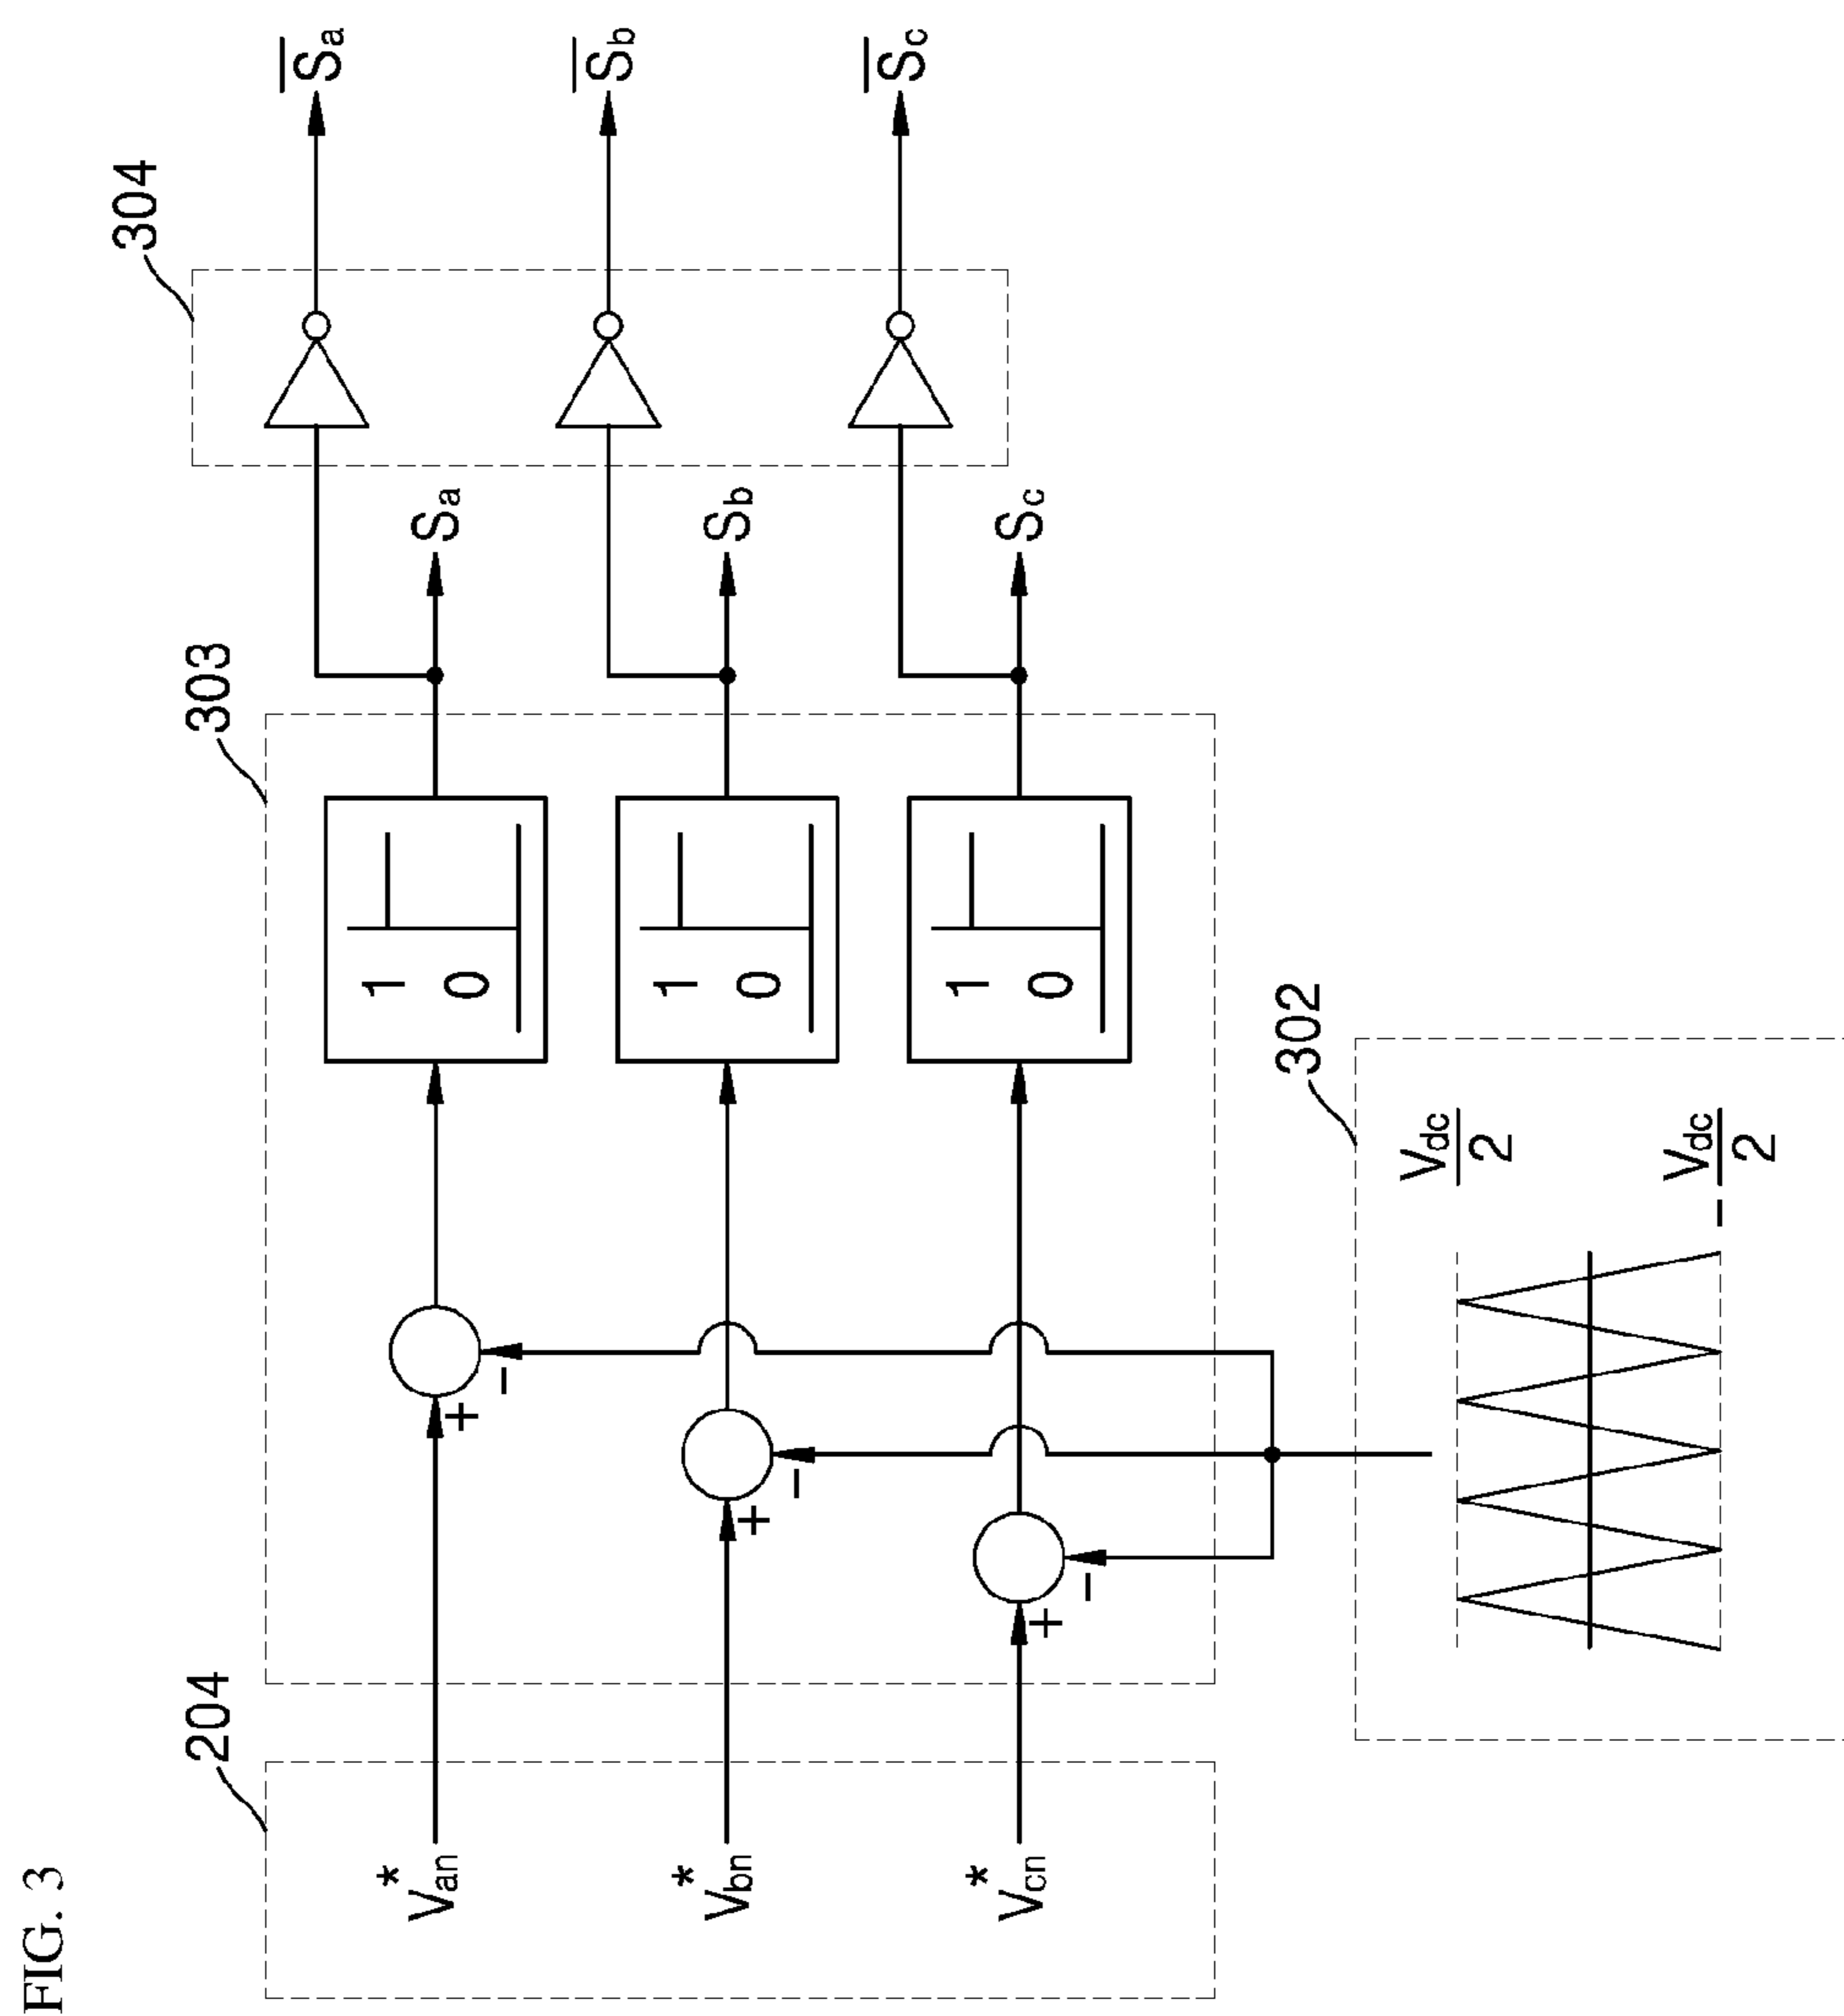 FIG. 3
204
303
304
V*an
V*bn
V*cn
+
-
+
-
+
-
1
0
1
0
1
0
Sa
Sb
Sc
S̅a
S̅b
S̅c
302
Vdc
2
- Vdc
2